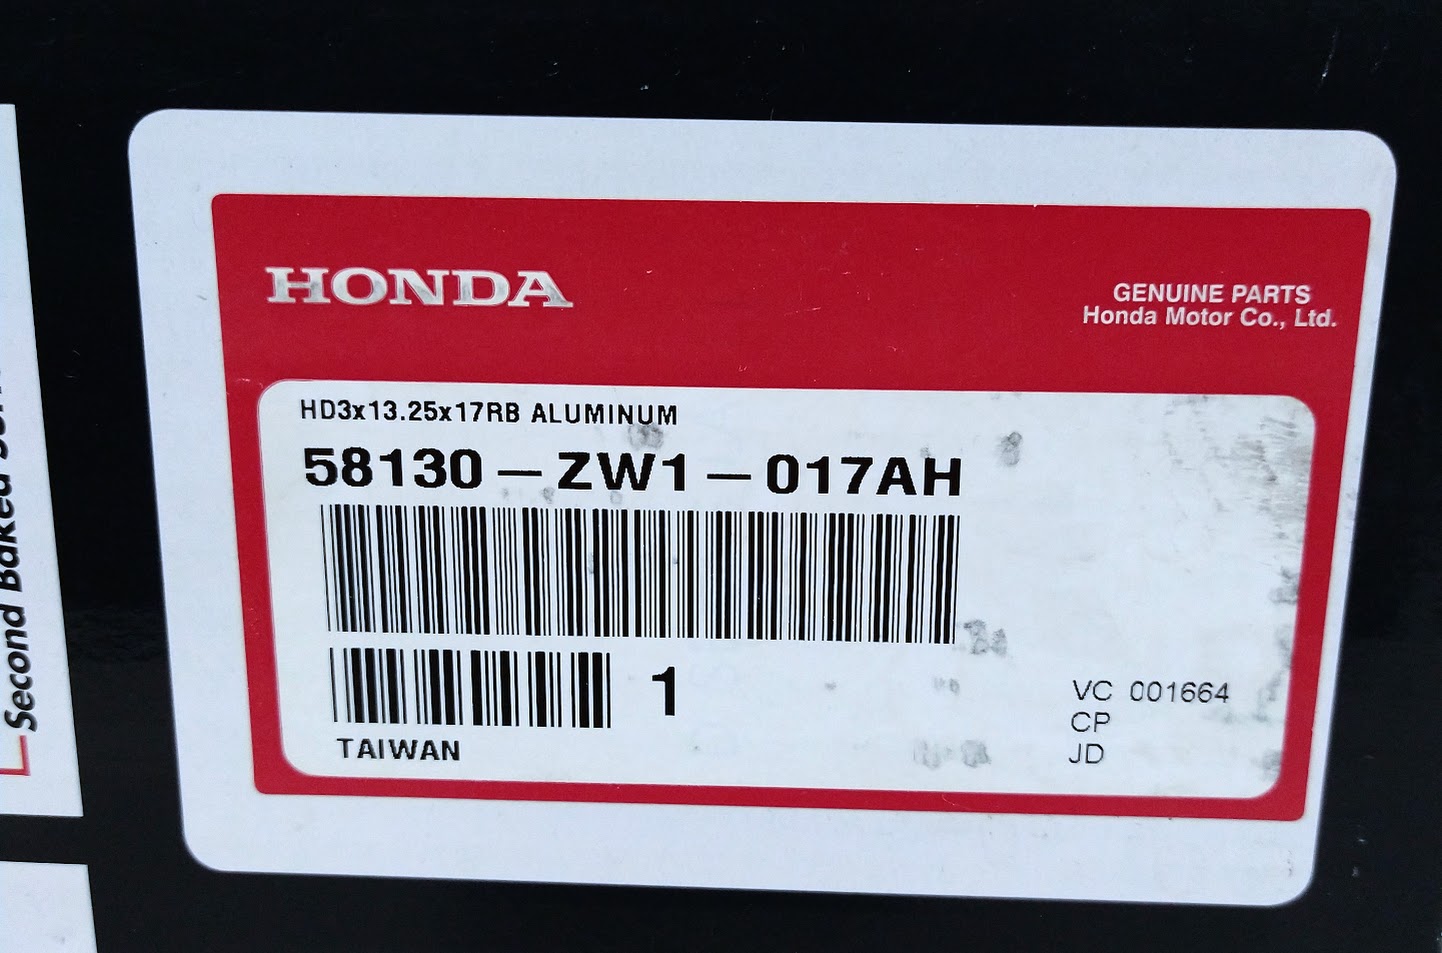 HONDA
GENUINE PARTS
Honda Motor Co., Ltd.
HD3x13.25x17RB ALUMINUM
58130-ZW1-017AH
1
TAIWAN
VC 001664
CP
JD
Second Baked